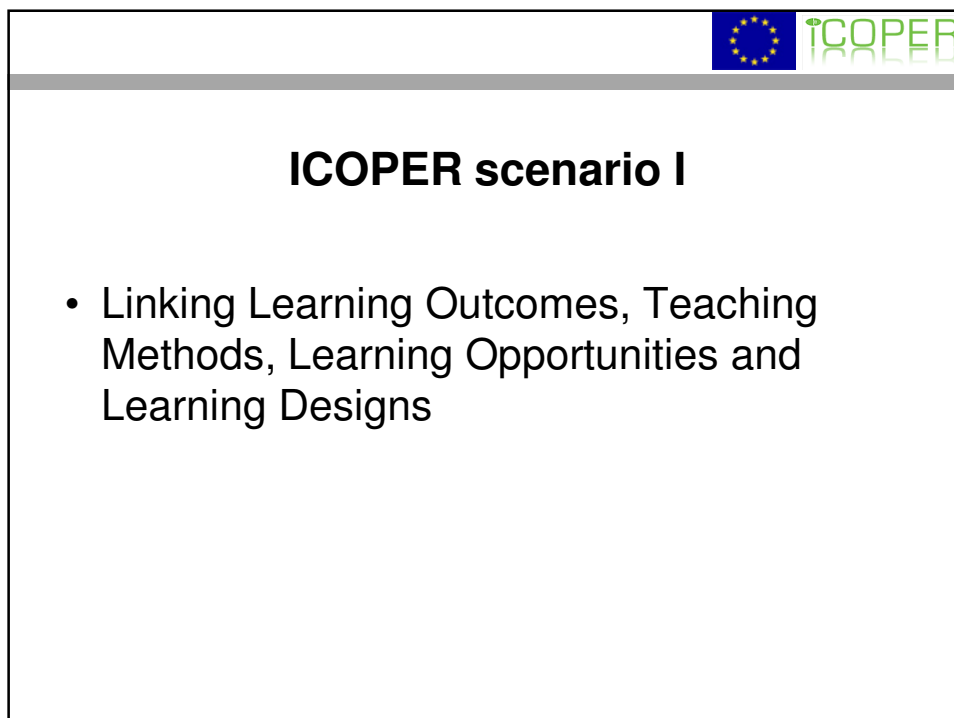 iCOPER
ICOPER scenario I
• Linking Learning Outcomes, Teaching
Methods, Learning Opportunities and
Learning Designs